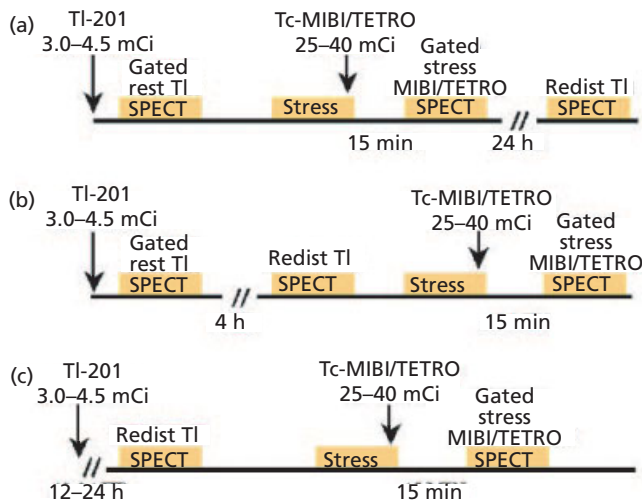 (a)
Tl-201
3.0–4.5 mCi
Gated
rest Tl
SPECT
Stress
Tc-MIBI/TETRO
25–40 mCi
Gated
stress
MIBI/TETRO
SPECT
Redist Tl
SPECT
15 min
24 h
(b)
Tl-201
3.0–4.5 mCi
Gated
rest Tl
SPECT
Redist Tl
SPECT
Stress
Tc-MIBI/TETRO
25–40 mCi
Gated
stress
MIBI/TETRO
SPECT
4 h
15 min
(c)
Tl-201
3.0–4.5 mCi
Redist Tl
SPECT
Stress
Tc-MIBI/TETRO
25–40 mCi
Gated
stress
MIBI/TETRO
SPECT
12–24 h
15 min